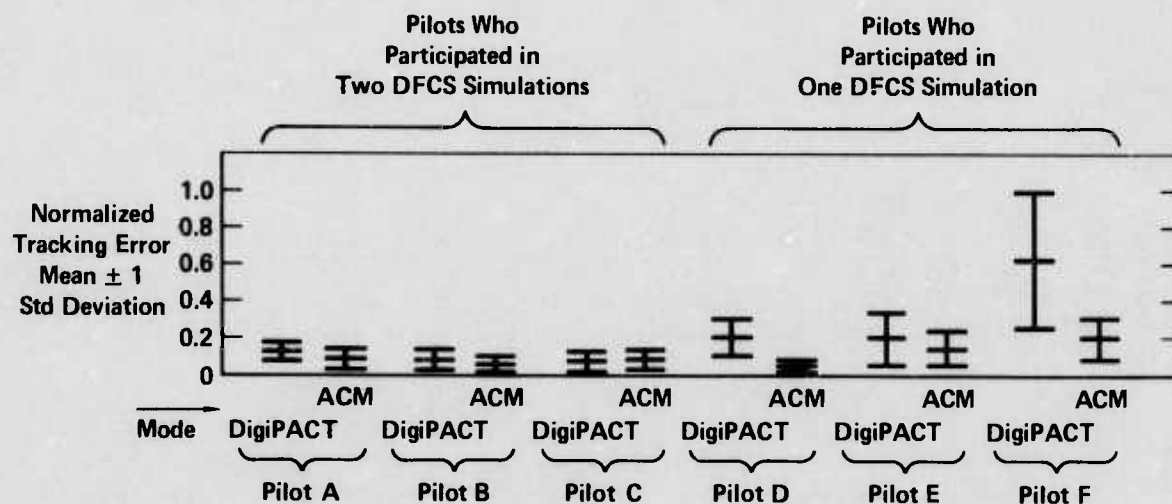 Pilots Who
Participated in
Two DFCS Simulations
Pilots Who
Participated in
One DFCS Simulation
Normalized
Tracking Error
Mean ± 1
Std Deviation
1.0
0.8
0.6
0.4
0.2
0
ACM ACM ACM ACM ACM ACM
Mode DigiPACT DigiPACT DigiPACT DigiPACT DigiPACT DigiPACT
Pilot A Pilot B Pilot C Pilot D Pilot E Pilot F